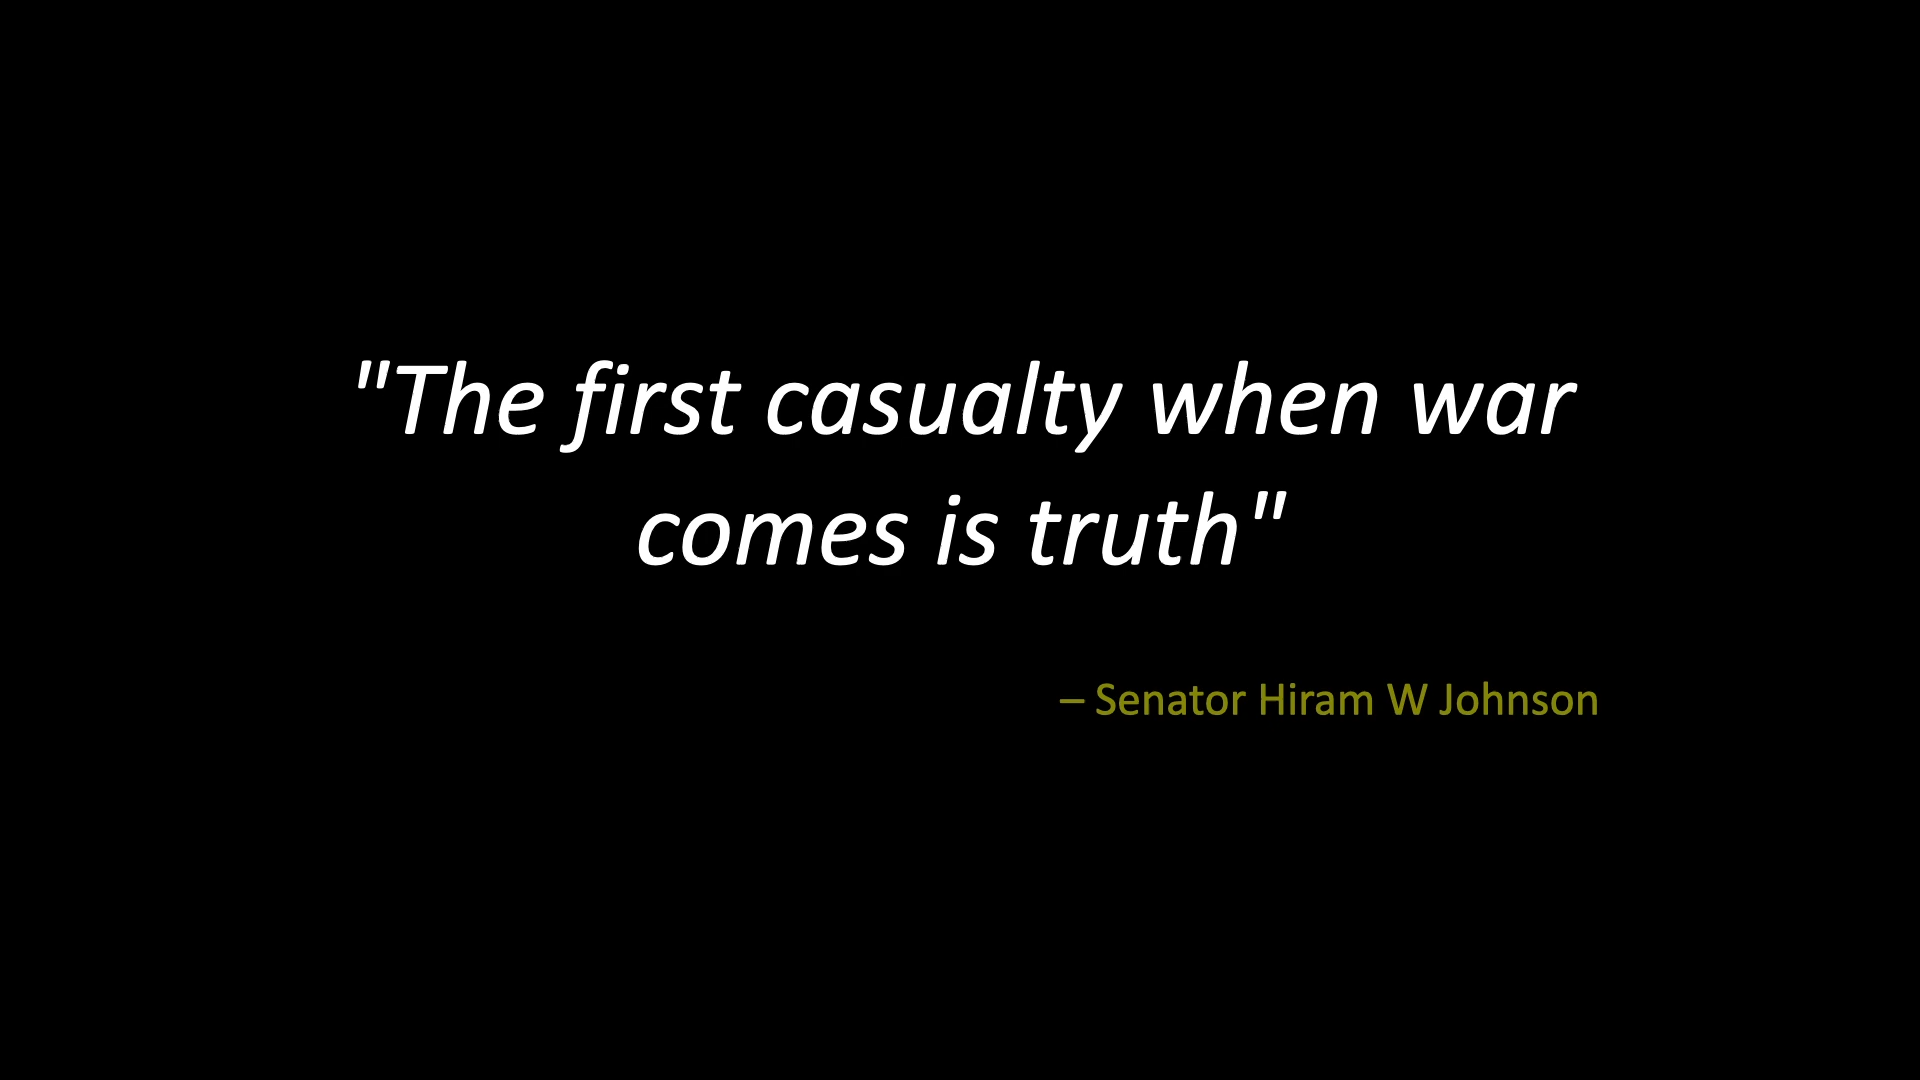 "The first casualty when war
comes is truth"
– Senator Hiram W Johnson